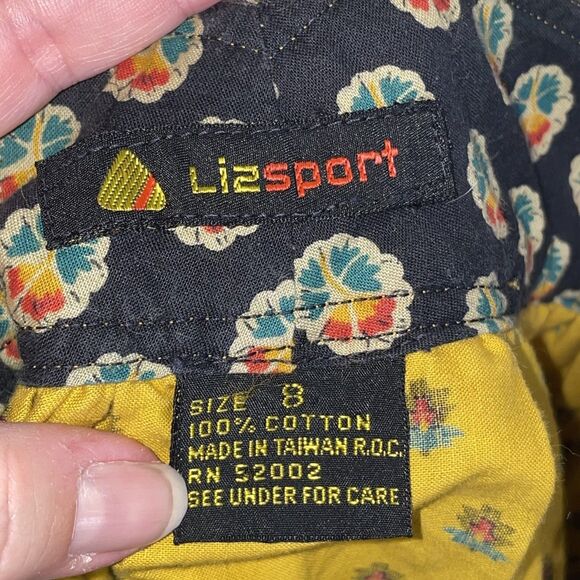 Lizsport
SIZE 8
100% COTTON
MADE IN TAIWAN R.O.C.
RN 52002
SEE UNDER FOR CARE